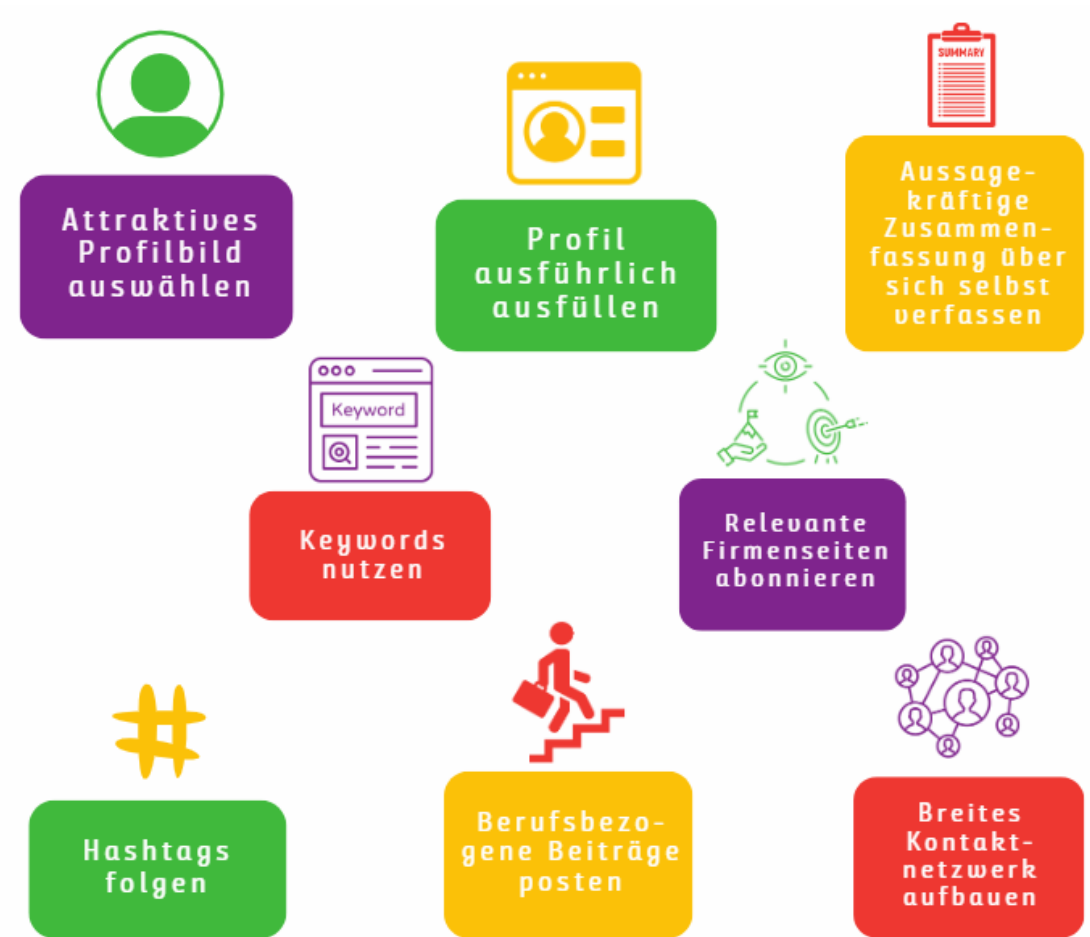 SUMMARY
Attraktives
Profilbild
auswählen
Profil
ausführlich
ausfüllen
Aussage-
kräftige
Zusammen-
fassung über
sich selbst
verfassen
Keyword
Keywords
nutzen
Relevante
Firmenseiten
abonnieren
#
Hashtags
folgen
Berufsbezo-
gene Beiträge
posten
Breites
Kontakt-
netzwerk
aufbauen